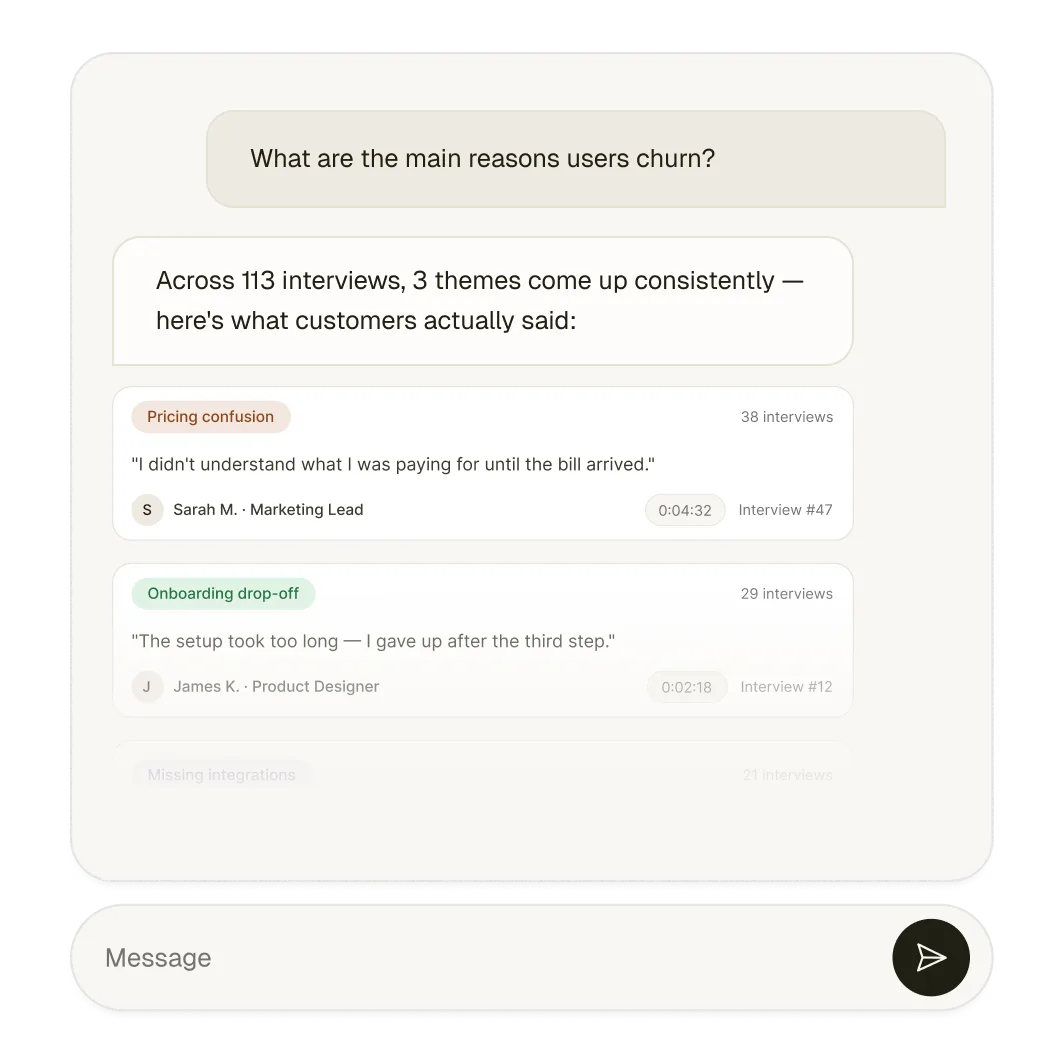 What are the main reasons users churn?
Across 113 interviews, 3 themes come up consistently —
here's what customers actually said:
Pricing confusion 38 interviews
"I didn't understand what I was paying for until the bill arrived."
S Sarah M. · Marketing Lead 0:04:32 Interview #47
Onboarding drop-off 29 interviews
"The setup took too long — I gave up after the third step."
J James K. · Product Designer 0:02:18 Interview #12
Missing integrations 21 interviews
Message